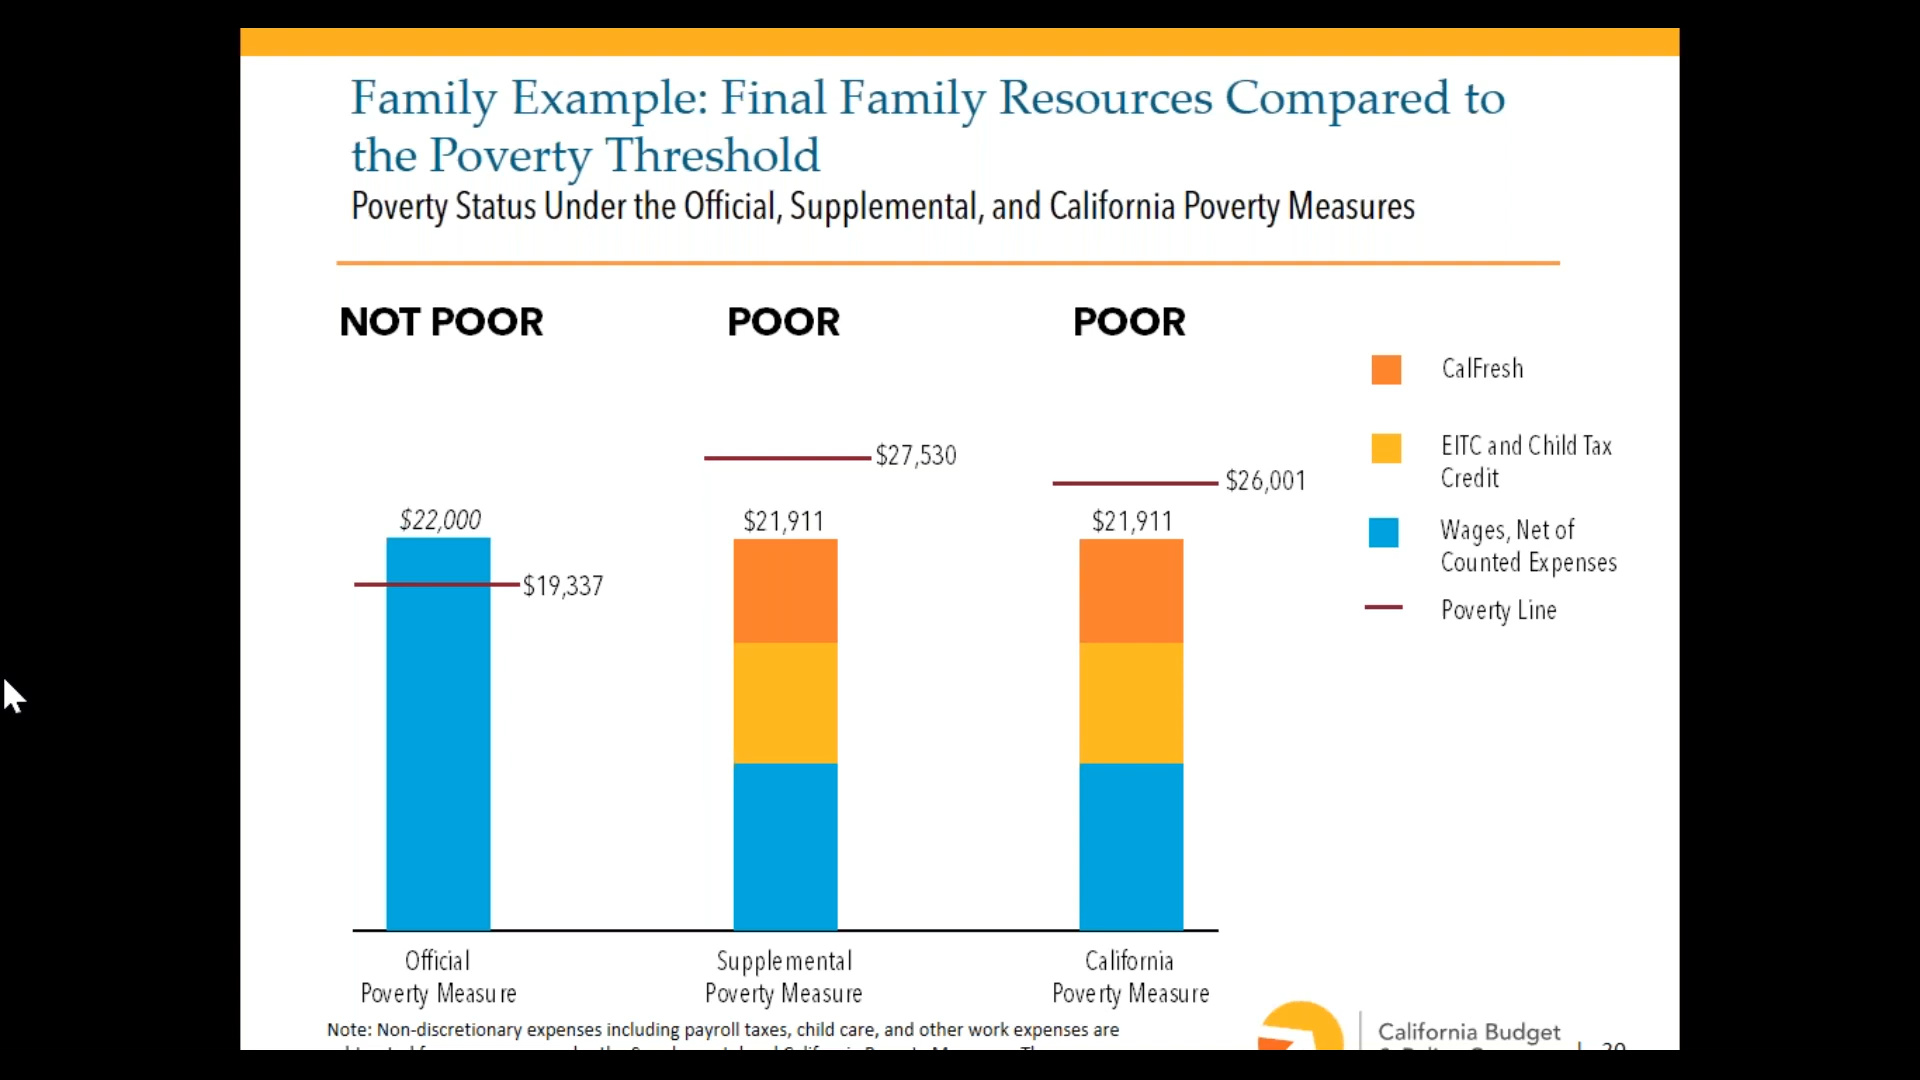 Family Example: Final Family Resources Compared to
the Poverty Threshold
Poverty Status Under the Official, Supplemental, and California Poverty Measures
NOT POOR
POOR
POOR
CalFresh
EITC and Child Tax
Credit
Wages, Net of
Counted Expenses
Poverty Line
$27,530
$26,001
$22,000
$21,911
$21,911
$19,337
Official
Poverty Measure
Supplemental
Poverty Measure
California
Poverty Measure
Note: Non-discretionary expenses including payroll taxes, child care, and other work expenses are
California Budget